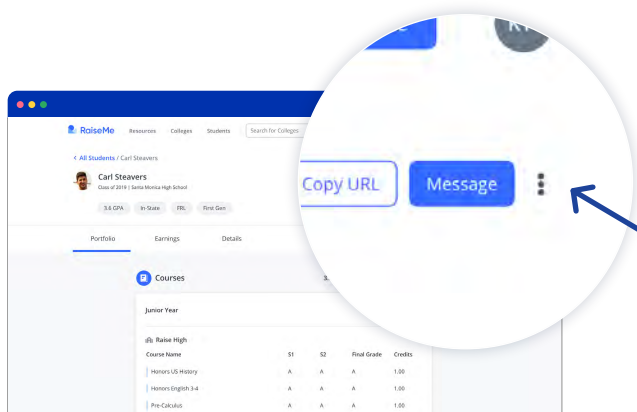 RaiseMe Resources Colleges Students Search for Colleges
Copy URL Message
< All Students / Carl Steavers
Carl Steavers
Class of 2019 | Santa Monica High School
3.6 GPA In-State FRL First Gen
Portfolio Earnings Details
Courses 3.
Junior Year
Raise High
Course Name S1 S2 Final Grade Credits
Honors US History A A A 1.00
Honors English 3-4 A A A 1.00
Pre-Calculus A A A 1.00